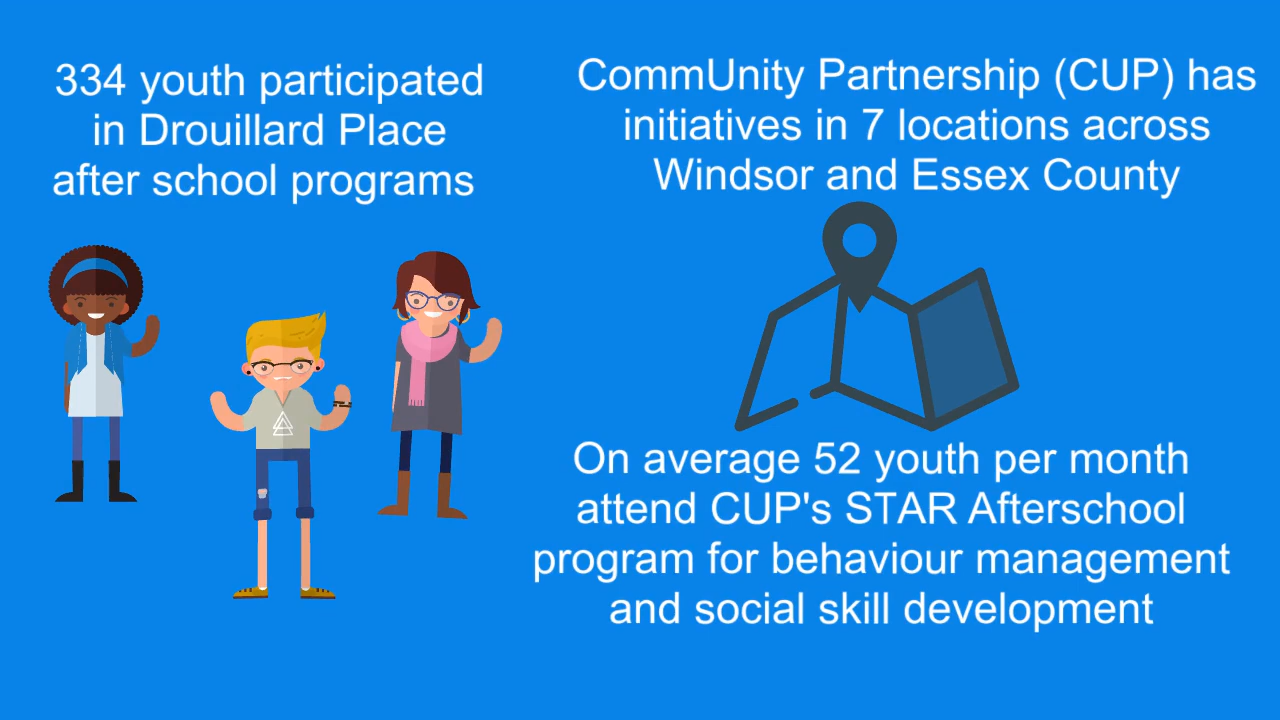 334 youth participated
in Drouillard Place
after school programs
CommUnity Partnership (CUP) has
initiatives in 7 locations across
Windsor and Essex County
On average 52 youth per month
attend CUP's STAR Afterschool
program for behaviour management
and social skill development